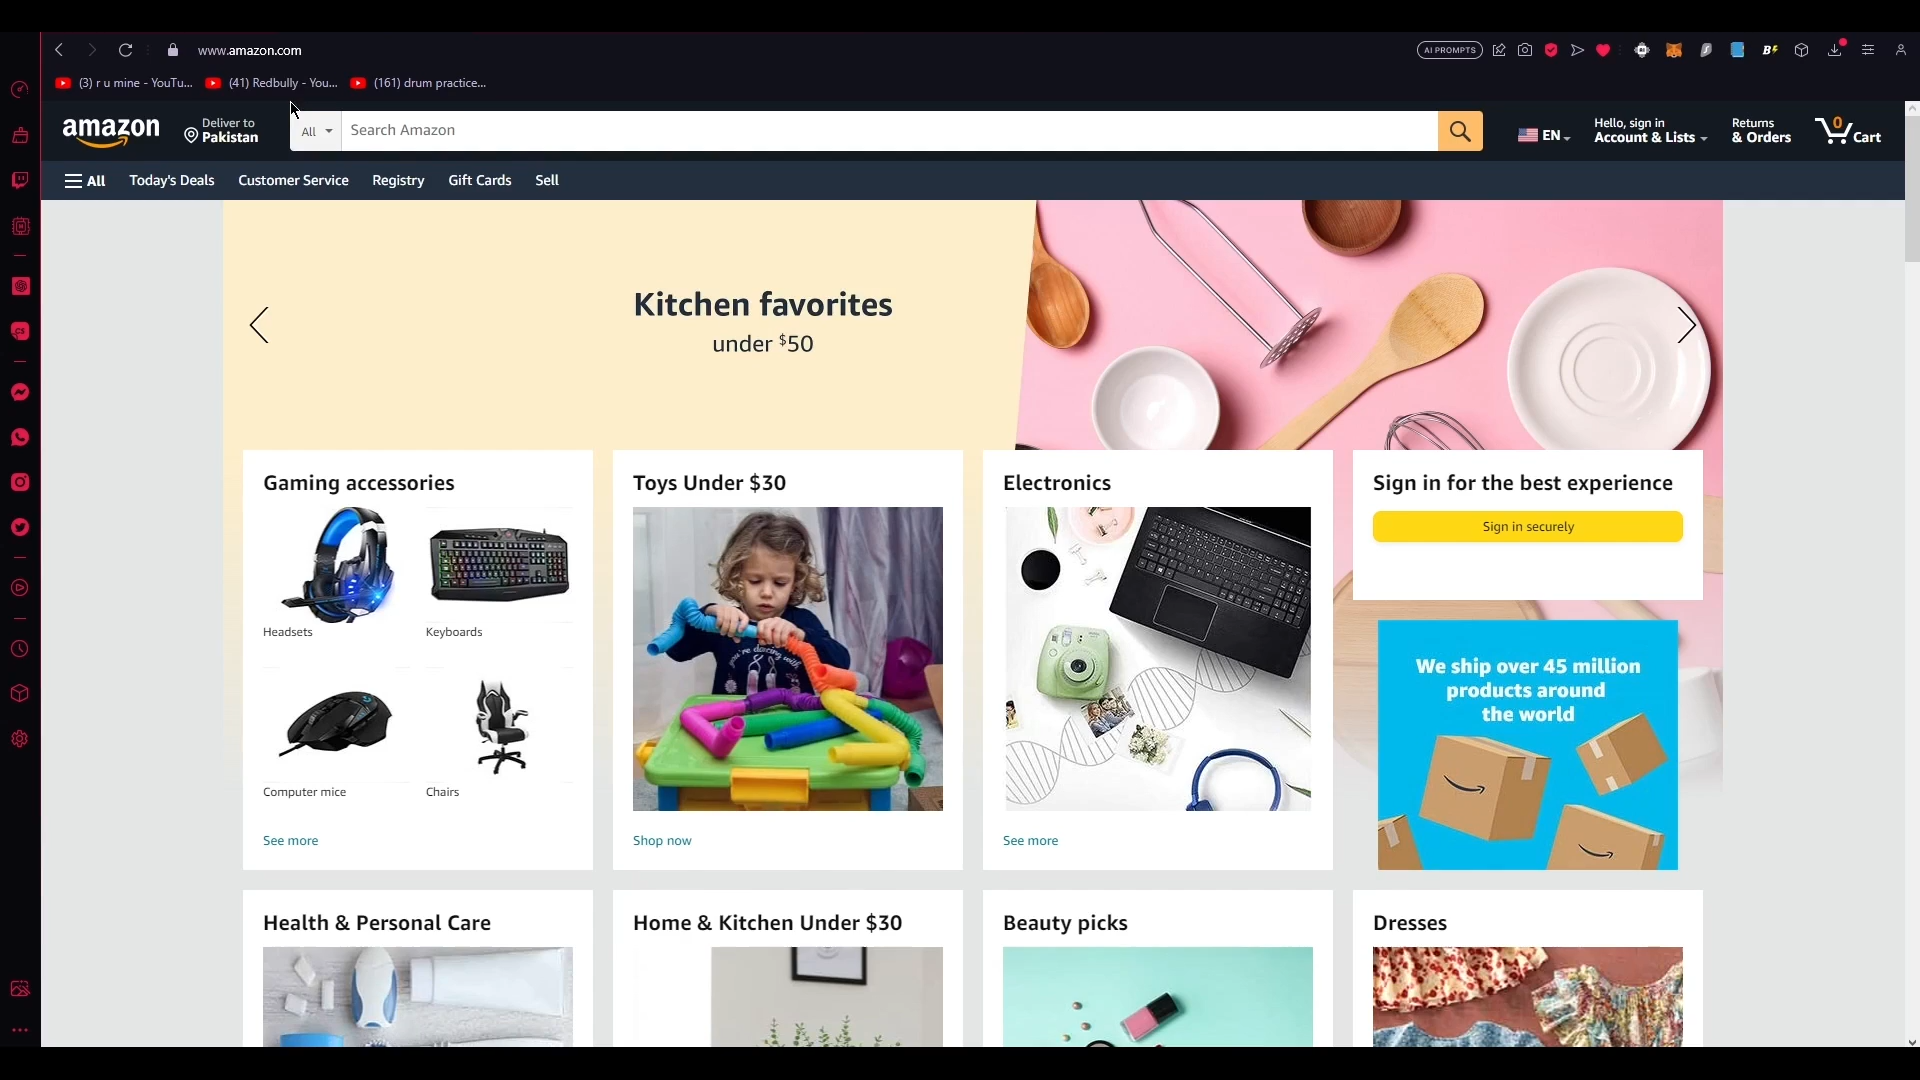 www.amazon.com
AI PROMPTS
(3) r u mine - YouTu...
(41) Redbully - You...
(161) drum practice...
amazon
Deliver to
Pakistan
All
Search Amazon
EN
Hello, sign in
Account & Lists
Returns
& Orders
0
Cart
All
Today's Deals
Customer Service
Registry
Gift Cards
Sell
Kitchen favorites
under $50
Gaming accessories
Headsets
Keyboards
Computer mice
Chairs
See more
Toys Under $30
you're dancing with
Shop now
Electronics
See more
Sign in for the best experience
Sign in securely
We ship over 45 million
products around
the world
Health & Personal Care
Home & Kitchen Under $30
Beauty picks
Dresses